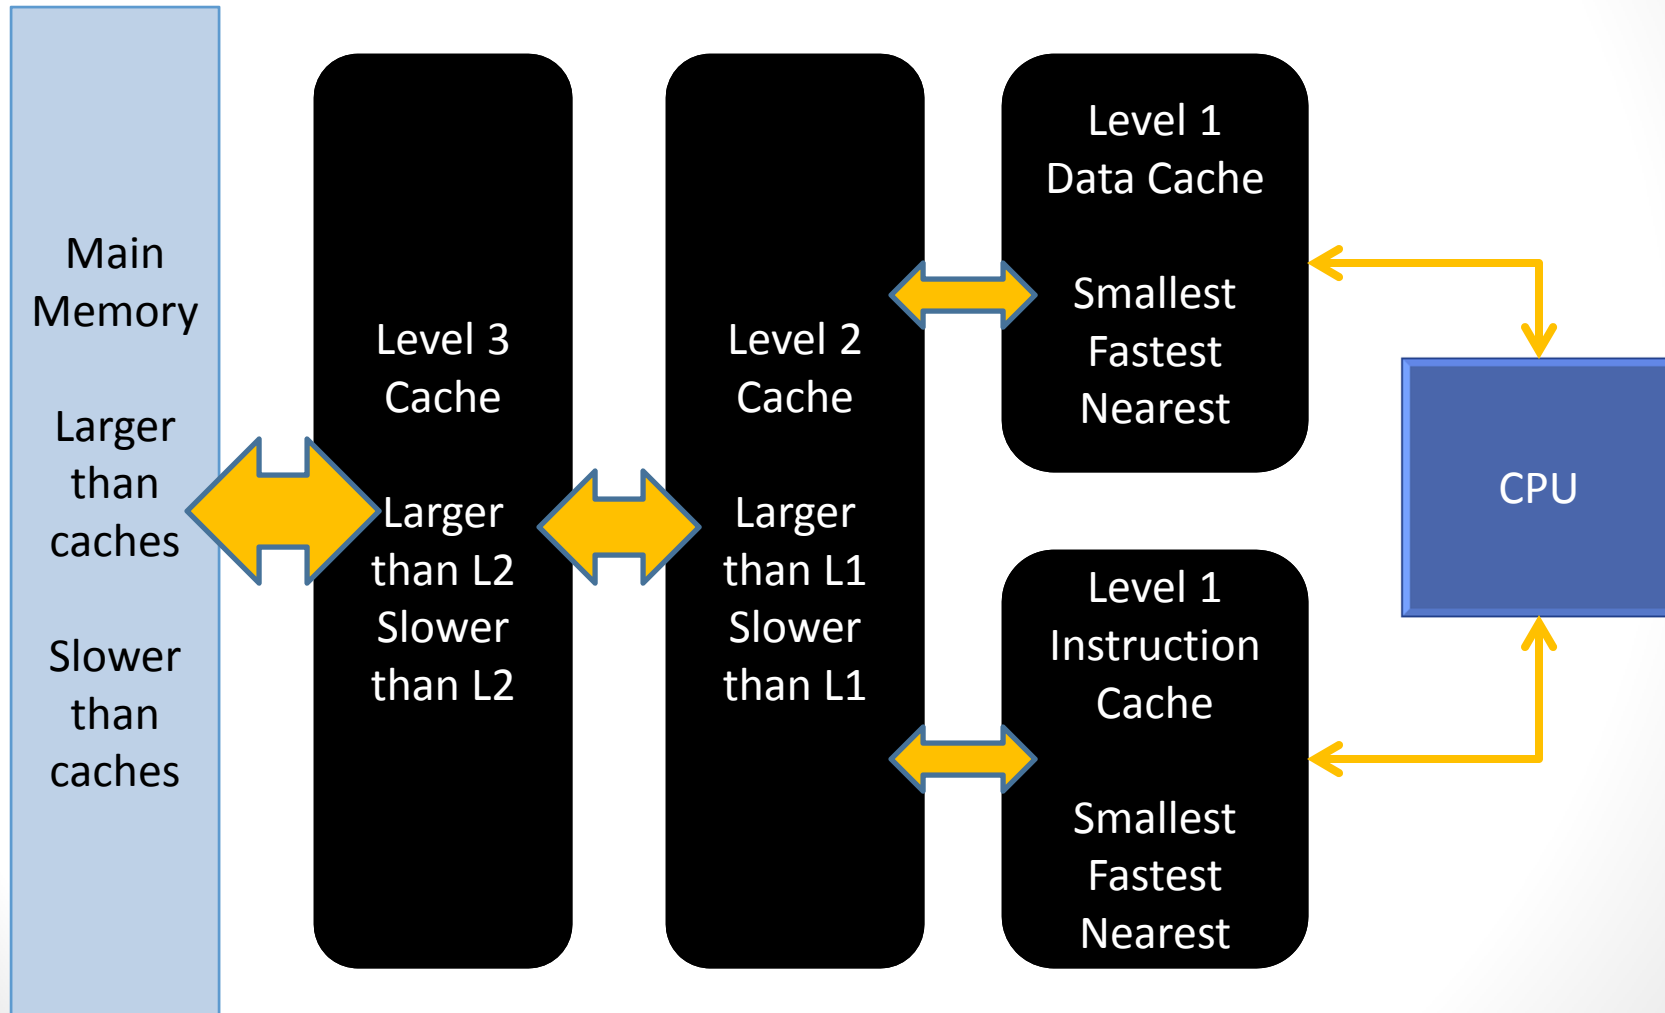 Main
Memory
Larger
than
caches
Slower
than
caches
Level 3
Cache
Larger
than L2
Slower
than L2
Level 2
Cache
Larger
than L1
Slower
than L1
Level 1
Data Cache
Smallest
Fastest
Nearest
Level 1
Instruction
Cache
Smallest
Fastest
Nearest
CPU